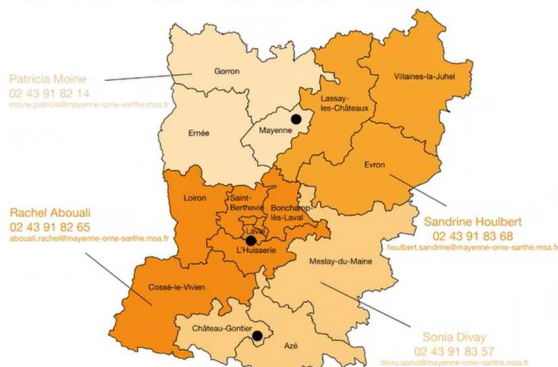 Gorron
Villaines-la-Juhel
Patricia Moine
02 43 91 82 14
moine.patricia@mayenne-orne-sarthe.msa.fr
Lassay-
les-Châteaux
Ernée
Mayenne
Evron
Loiron
Saint-
Berthevin
Bonchamp-
lès-Laval
Rachel Abouali
02 43 91 82 65
abouali.rachel@mayenne-orne-sarthe.msa.fr
Sandrine Houlbert
02 43 91 83 68
houlbert.sandrine@mayenne-orne-sarthe.msa.fr
Laval
L'Huisserie
Meslay-du-Maine
Cossé-le-Vivien
Château-Gontier
Azé
Sonia Divay
02 43 91 83 57
divay.sonia@mayenne-orne-sarthe.msa.fr